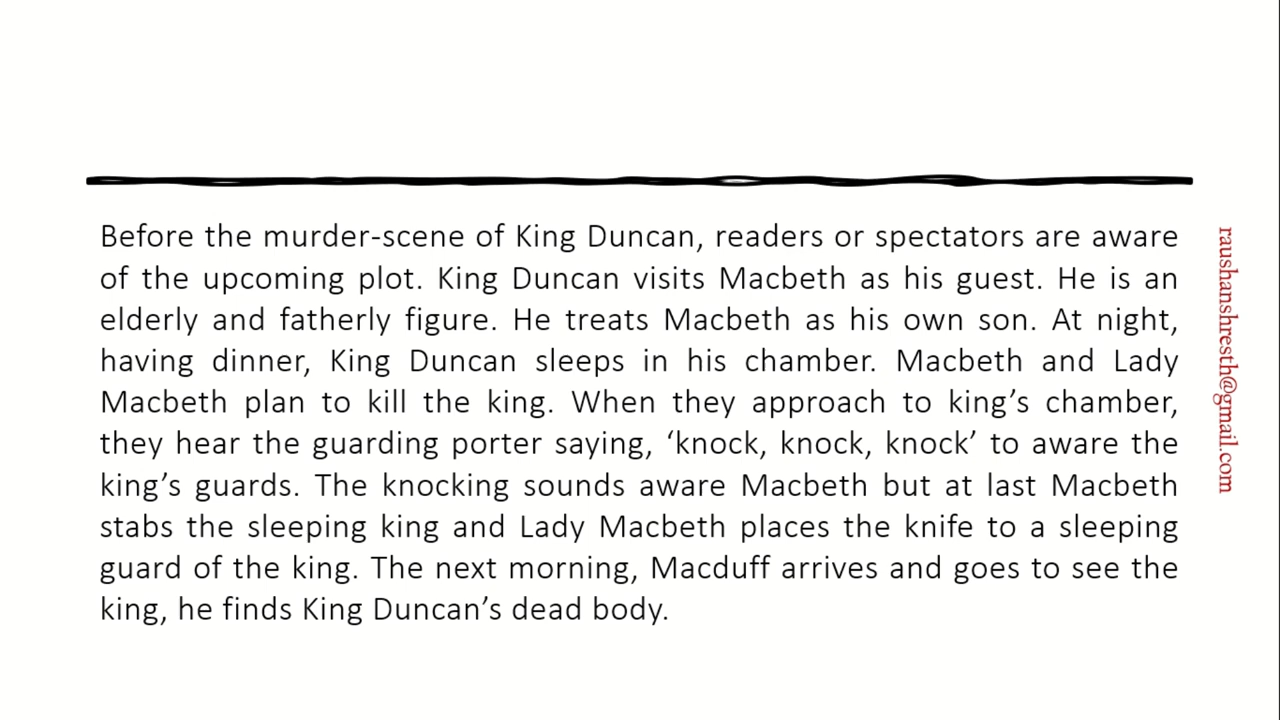 Before the murder-scene of King Duncan, readers or spectators are aware
of the upcoming plot. King Duncan visits Macbeth as his guest. He is an
elderly and fatherly figure. He treats Macbeth as his own son. At night,
having dinner, King Duncan sleeps in his chamber. Macbeth and Lady
Macbeth plan to kill the king. When they approach to king’s chamber,
they hear the guarding porter saying, ‘knock, knock, knock’ to aware the
king’s guards. The knocking sounds aware Macbeth but at last Macbeth
stabs the sleeping king and Lady Macbeth places the knife to a sleeping
guard of the king. The next morning, Macduff arrives and goes to see the
king, he finds King Duncan’s dead body.
raushanshresth@gmail.com